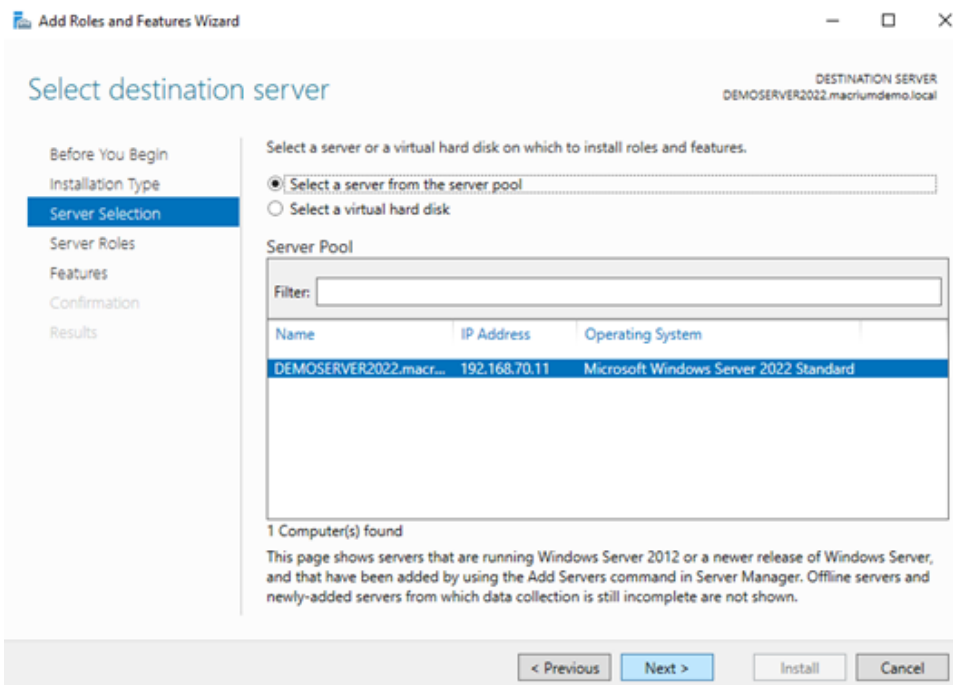 Add Roles and Features Wizard
Select destination server
DESTINATION SERVER
DEMOSERVER2022.macriumdemo.local
Before You Begin
Installation Type
Server Selection
Server Roles
Features
Confirmation
Results
Select a server or a virtual hard disk on which to install roles and features.
Select a server from the server pool
Select a virtual hard disk
Server Pool
Filter:
Name IP Address Operating System
DEMOSERVER2022.macr... 192.168.70.11 Microsoft Windows Server 2022 Standard
1 Computer(s) found
This page shows servers that are running Windows Server 2012 or a newer release of Windows Server,
and that have been added by using the Add Servers command in Server Manager. Offline servers and
newly-added servers from which data collection is still incomplete are not shown.
< Previous Next > Install Cancel